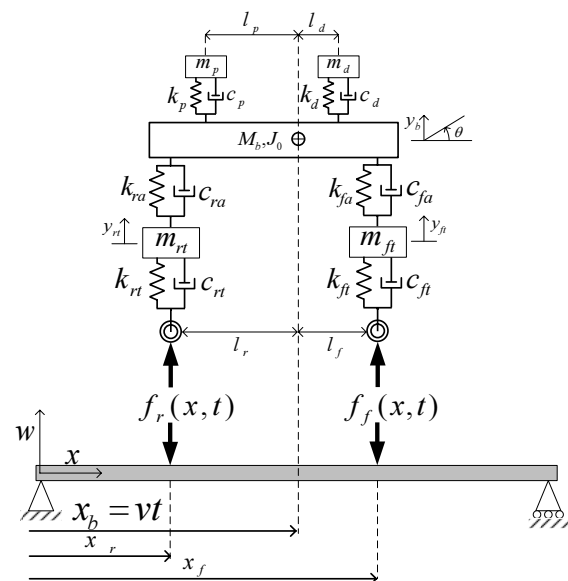 l_p l_d
m_p m_d
k_p c_p k_d c_d
y_b θ
M_b,J_0
k_ra c_ra k_fa c_fa
y_rt m_rt m_ft y_ft
k_rt c_rt k_ft c_ft
l_r l_f
f_r(x,t) f_f(x,t)
w
x
x_b = vt
x_r
x_f